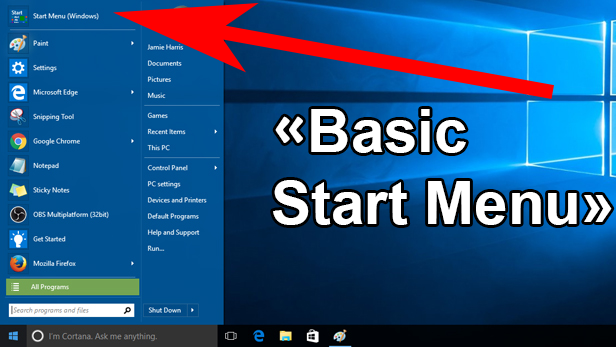 Start
Start Menu (Windows)
Paint
Settings
Microsoft Edge
Snipping Tool
Google Chrome
Notepad
Sticky Notes
OBS Multiplatform (32bit)
Get Started
Mozilla Firefox
All Programs
Search programs and files
Jamie Harris
Documents
Pictures
Music
Games
Recent Items
This PC
Control Panel
PC settings
Devices and Printers
Default Programs
Help and Support
Run...
Shut Down
«Basic
Start Menu»
I'm Cortana. Ask me anything.